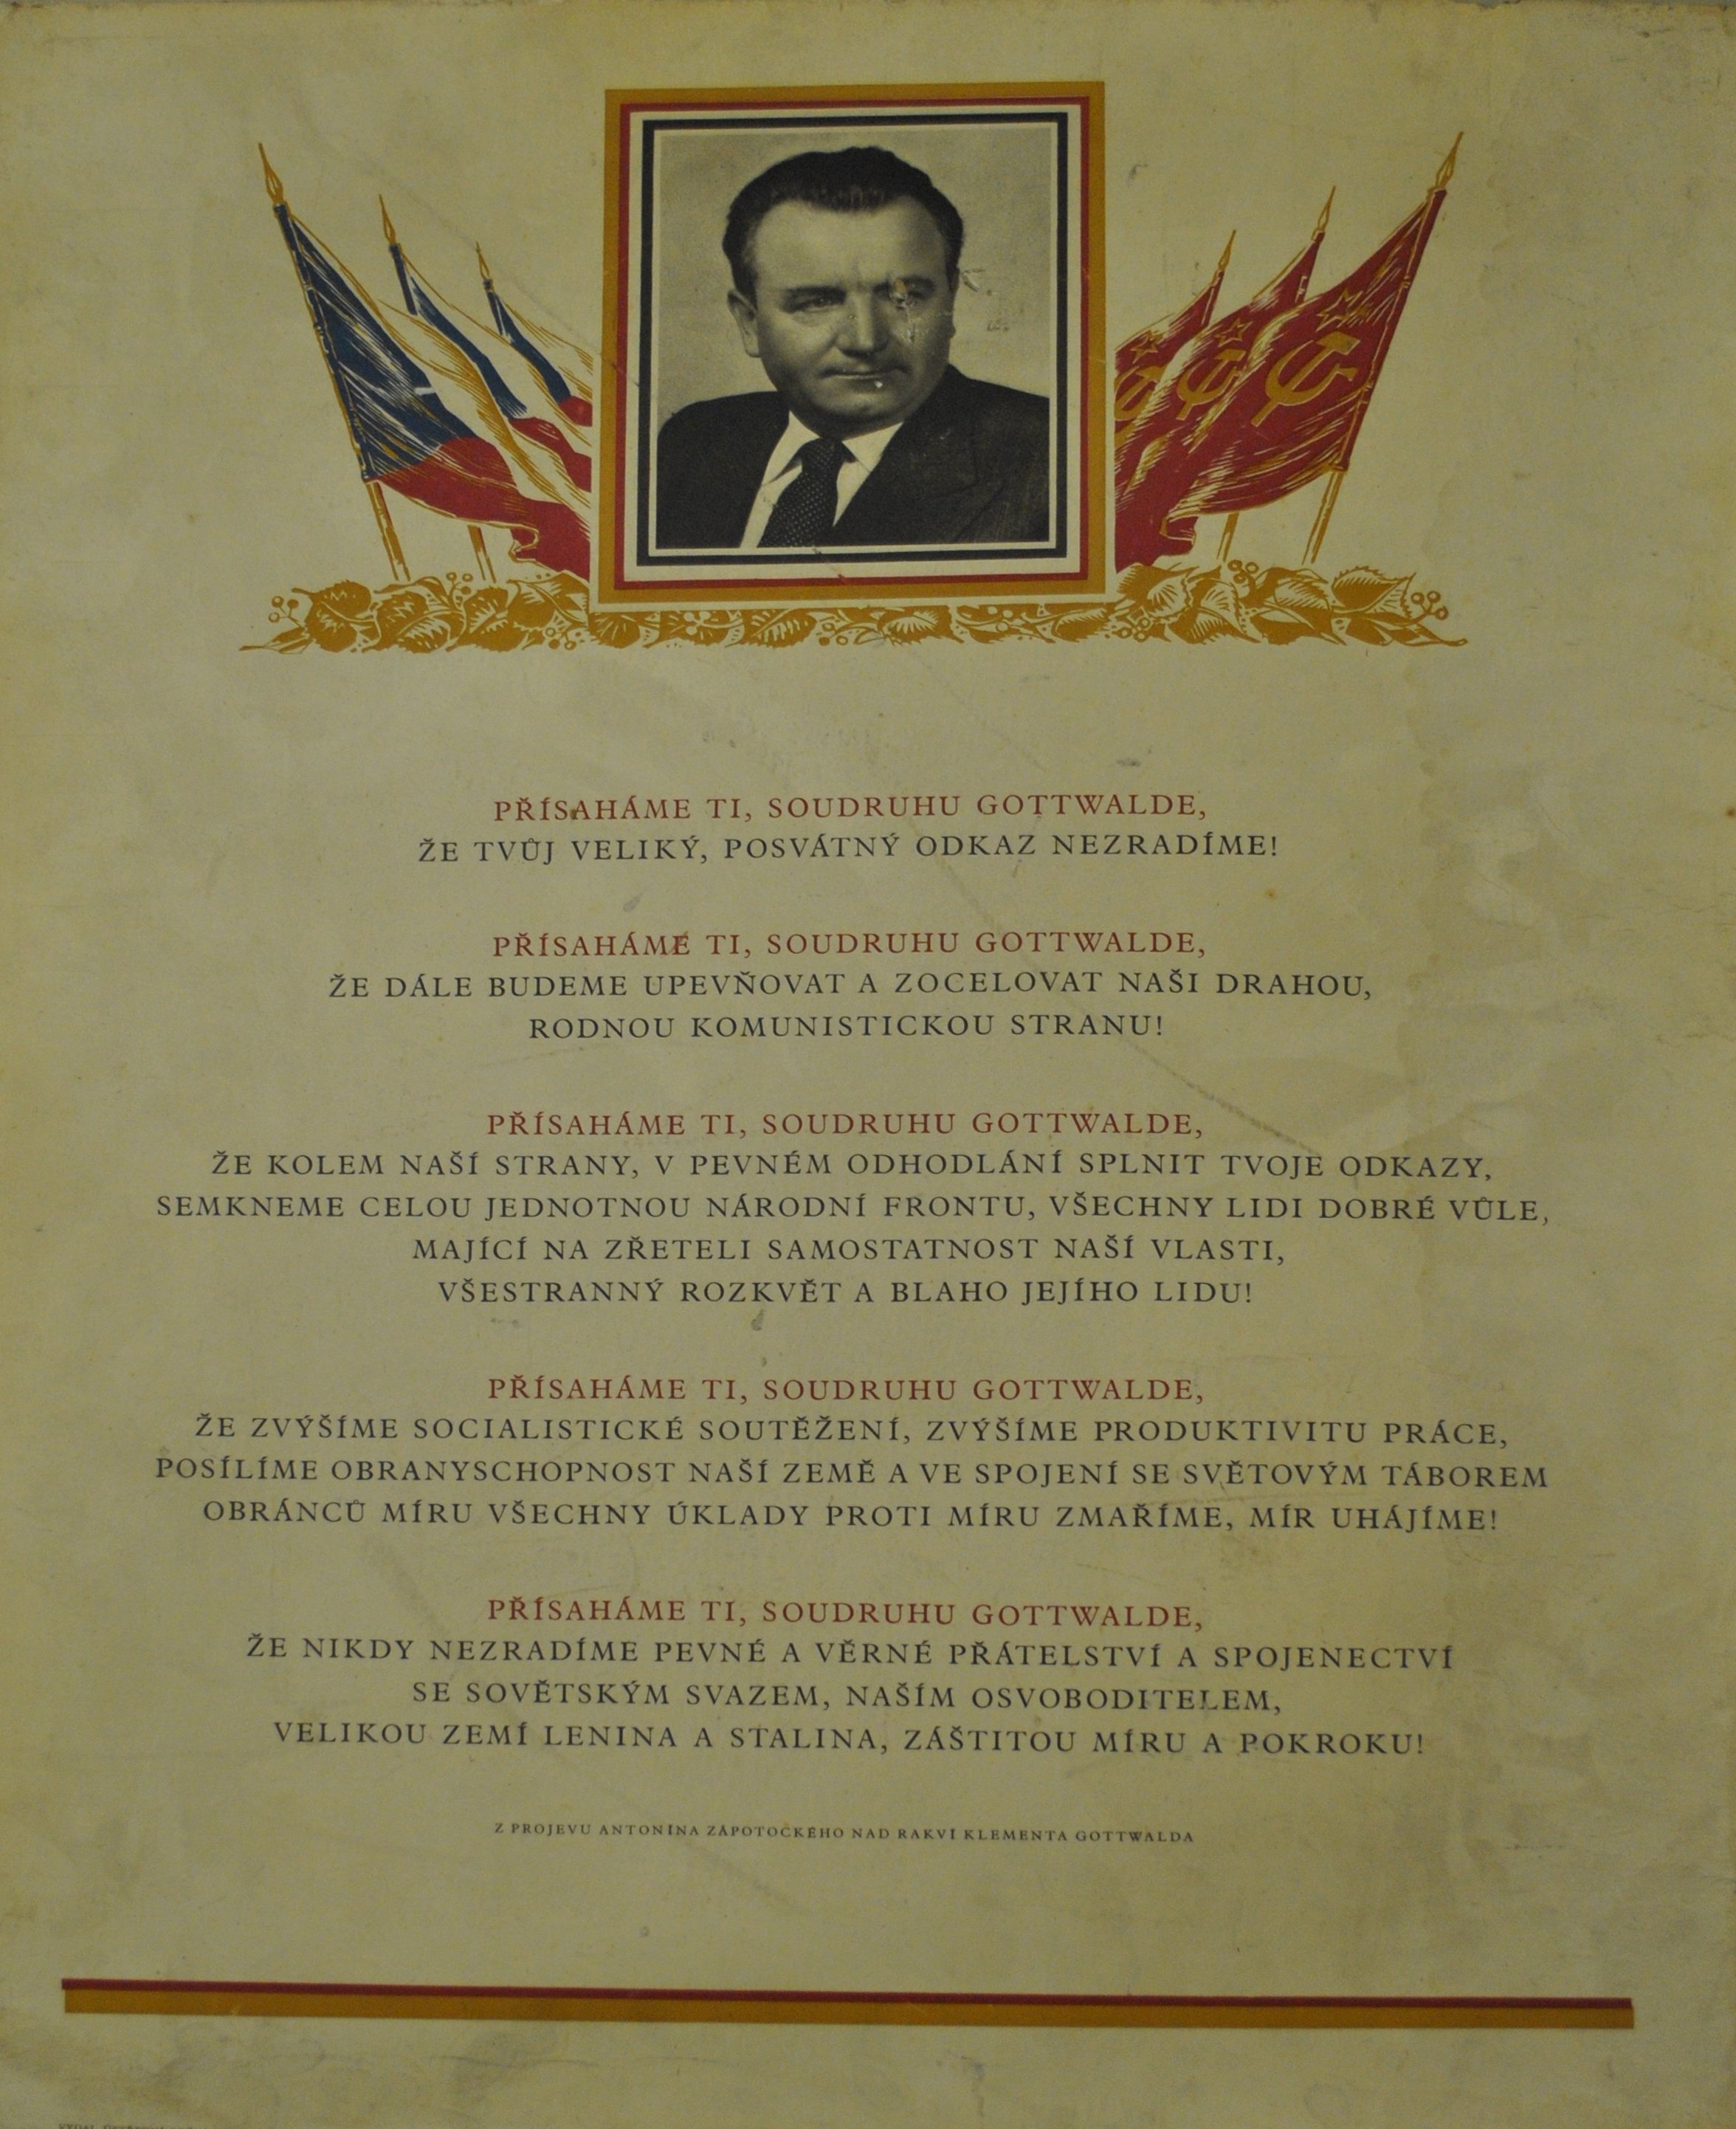 PŘÍSAHÁME TI, SOUDRUHU GOTTWALDE,
ŽE TVŮJ VELIKÝ, POSVÁTNÝ ODKAZ NEZRADÍME!
PŘÍSAHÁME TI, SOUDRUHU GOTTWALDE,
ŽE DÁLE BUDEME UPEVŇOVAT A ZOCELOVAT NAŠI DRAHOU,
RODNOU KOMUNISTICKOU STRANU!
PŘÍSAHÁME TI, SOUDRUHU GOTTWALDE,
ŽE KOLEM NAŠÍ STRANY, V PEVNÉM ODHODLÁNÍ SPLNIT TVOJE ODKAZY,
SEMKNEME CELOU JEDNOTNOU NÁRODNÍ FRONTU, VŠECHNY LIDI DOBRÉ VŮLE,
MAJÍCÍ NA ZŘETELI SAMOSTATNOST NAŠÍ VLASTI,
VŠESTRANNÝ ROZKVĚT A BLAHO JEJÍHO LIDU!
PŘÍSAHÁME TI, SOUDRUHU GOTTWALDE,
ŽE ZVÝŠÍME SOCIALISTICKÉ SOUTĚŽENÍ, ZVÝŠÍME PRODUKTIVITU PRÁCE,
POSÍLÍME OBRANYSCHOPNOST NAŠÍ ZEMĚ A VE SPOJENÍ SE SVĚTOVÝM TÁBOREM
OBRÁNCŮ MÍRU VŠECHNY ÚKLADY PROTI MÍRU ZMAŘÍME, MÍR UHÁJÍME!
PŘÍSAHÁME TI, SOUDRUHU GOTTWALDE,
ŽE NIKDY NEZRADÍME PEVNÉ A VĚRNÉ PŘÁTELSTVÍ A SPOJENECTVÍ
SE SOVĚTSKÝM SVAZEM, NAŠÍM OSVOBODITELEM,
VELIKOU ZEMÍ LENINA A STALINA, ZÁŠTITOU MÍRU A POKROKU!
Z PROJEVU ANTONÍNA ZÁPOTOCKÉHO NAD RAKVÍ KLEMENTA GOTTWALDA